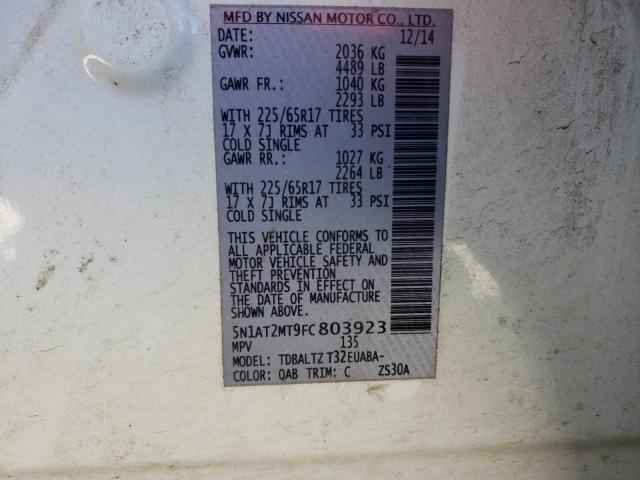 MFD BY NISSAN MOTOR CO., LTD.
DATE: 12/14
GVWR: 2036 KG
4489 LB
GAWR FR.: 1040 KG
2293 LB
WITH 225/65R17 TIRES
17 X 7J RIMS AT 33 PSI
COLD SINGLE
GAWR RR.: 1027 KG
2264 LB
WITH 225/65R17 TIRES
17 X 7J RIMS AT 33 PSI
COLD SINGLE
THIS VEHICLE CONFORMS TO
ALL APPLICABLE FEDERAL
MOTOR VEHICLE SAFETY AND
THEFT PREVENTION
STANDARDS IN EFFECT ON
THE DATE OF MANUFACTURE
SHOWN ABOVE.
5N1AT2MT9FC803923
MPV 135
MODEL: TDBALTZ T32EUABA-
COLOR: QAB TRIM: C ZS30A